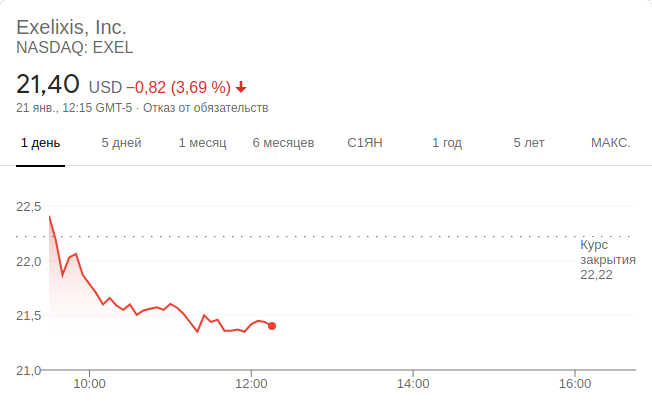 Exelixis, Inc.
NASDAQ: EXEL
21,40 USD −0,82 (3,69 %)
21 янв., 12:15 GMT-5 · Отказ от обязательств
1 день 5 дней 1 месяц 6 месяцев С1ЯН 1 год 5 лет МАКС.
22,5
Курс
закрытия
22,22
22,0
21,5
21,0
10:00 12:00 14:00 16:00